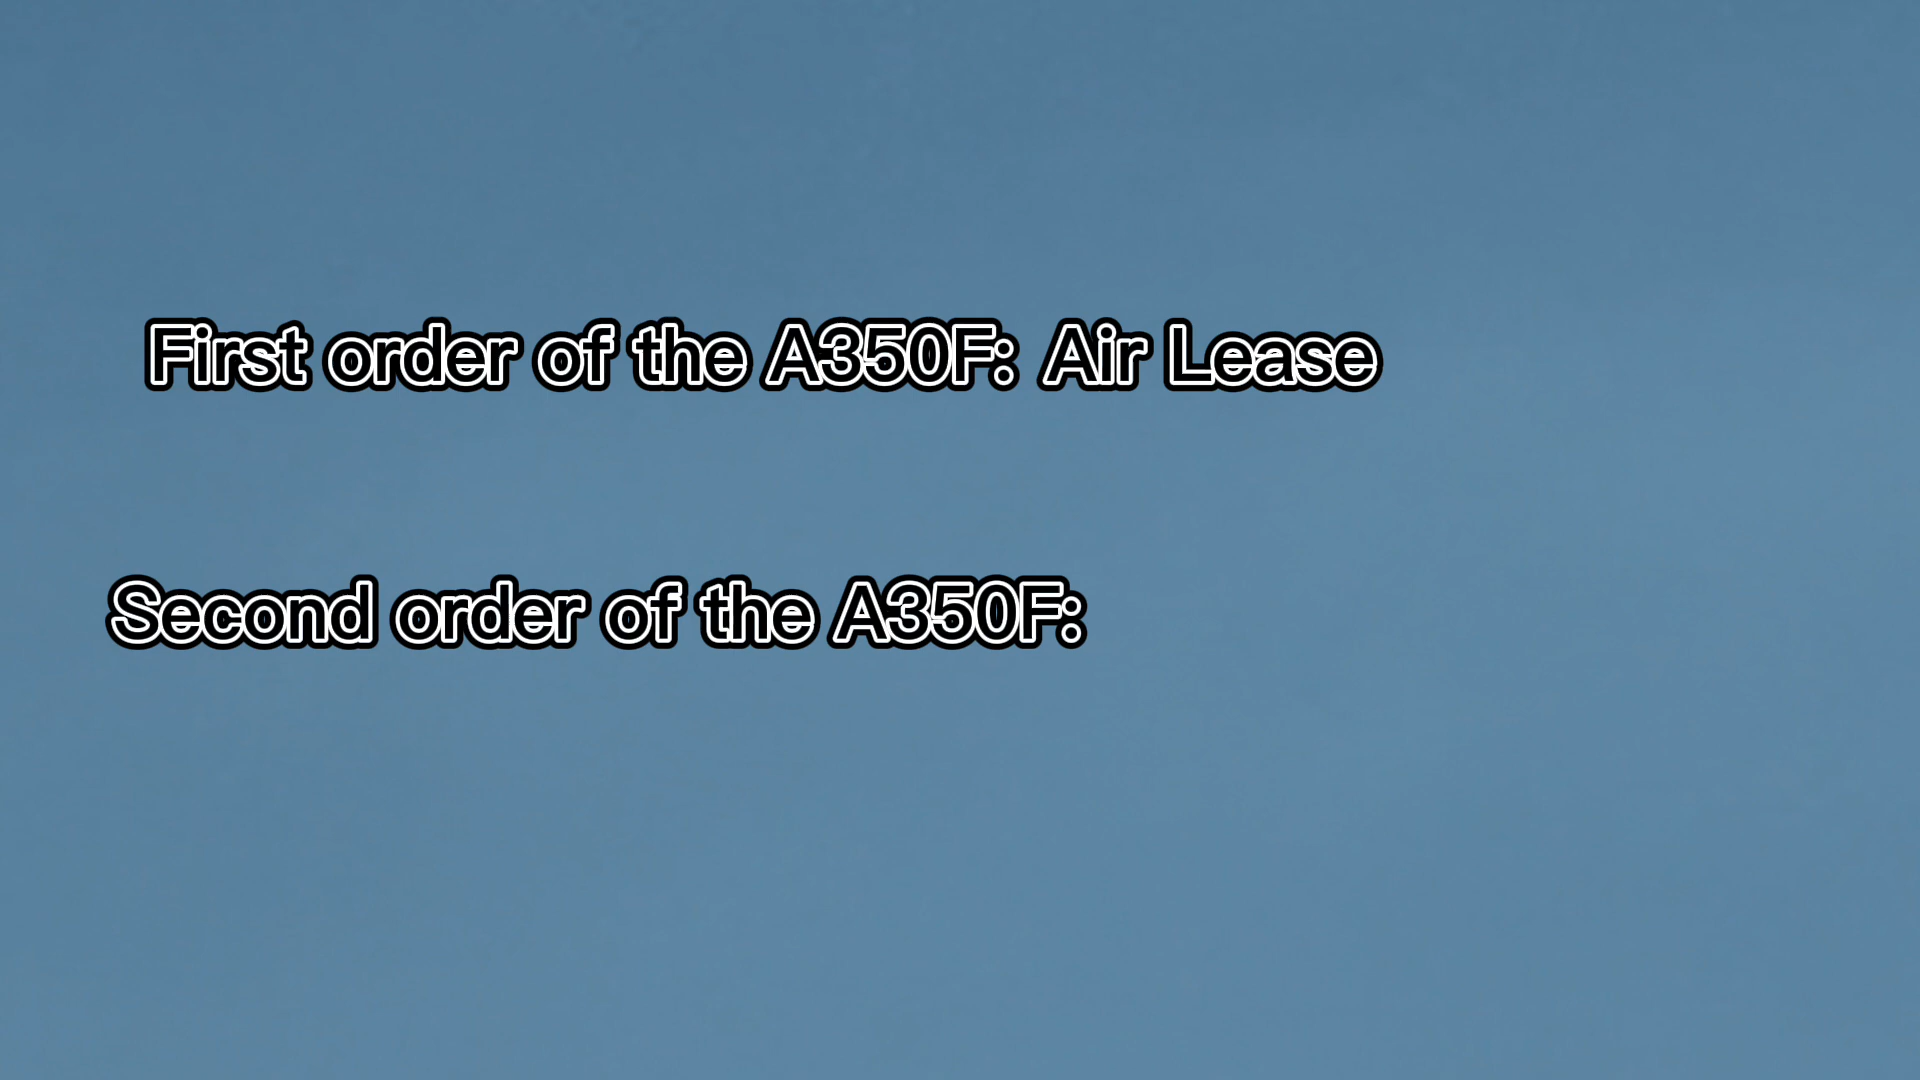 First order of the A350F: Air Lease
Second order of the A350F: